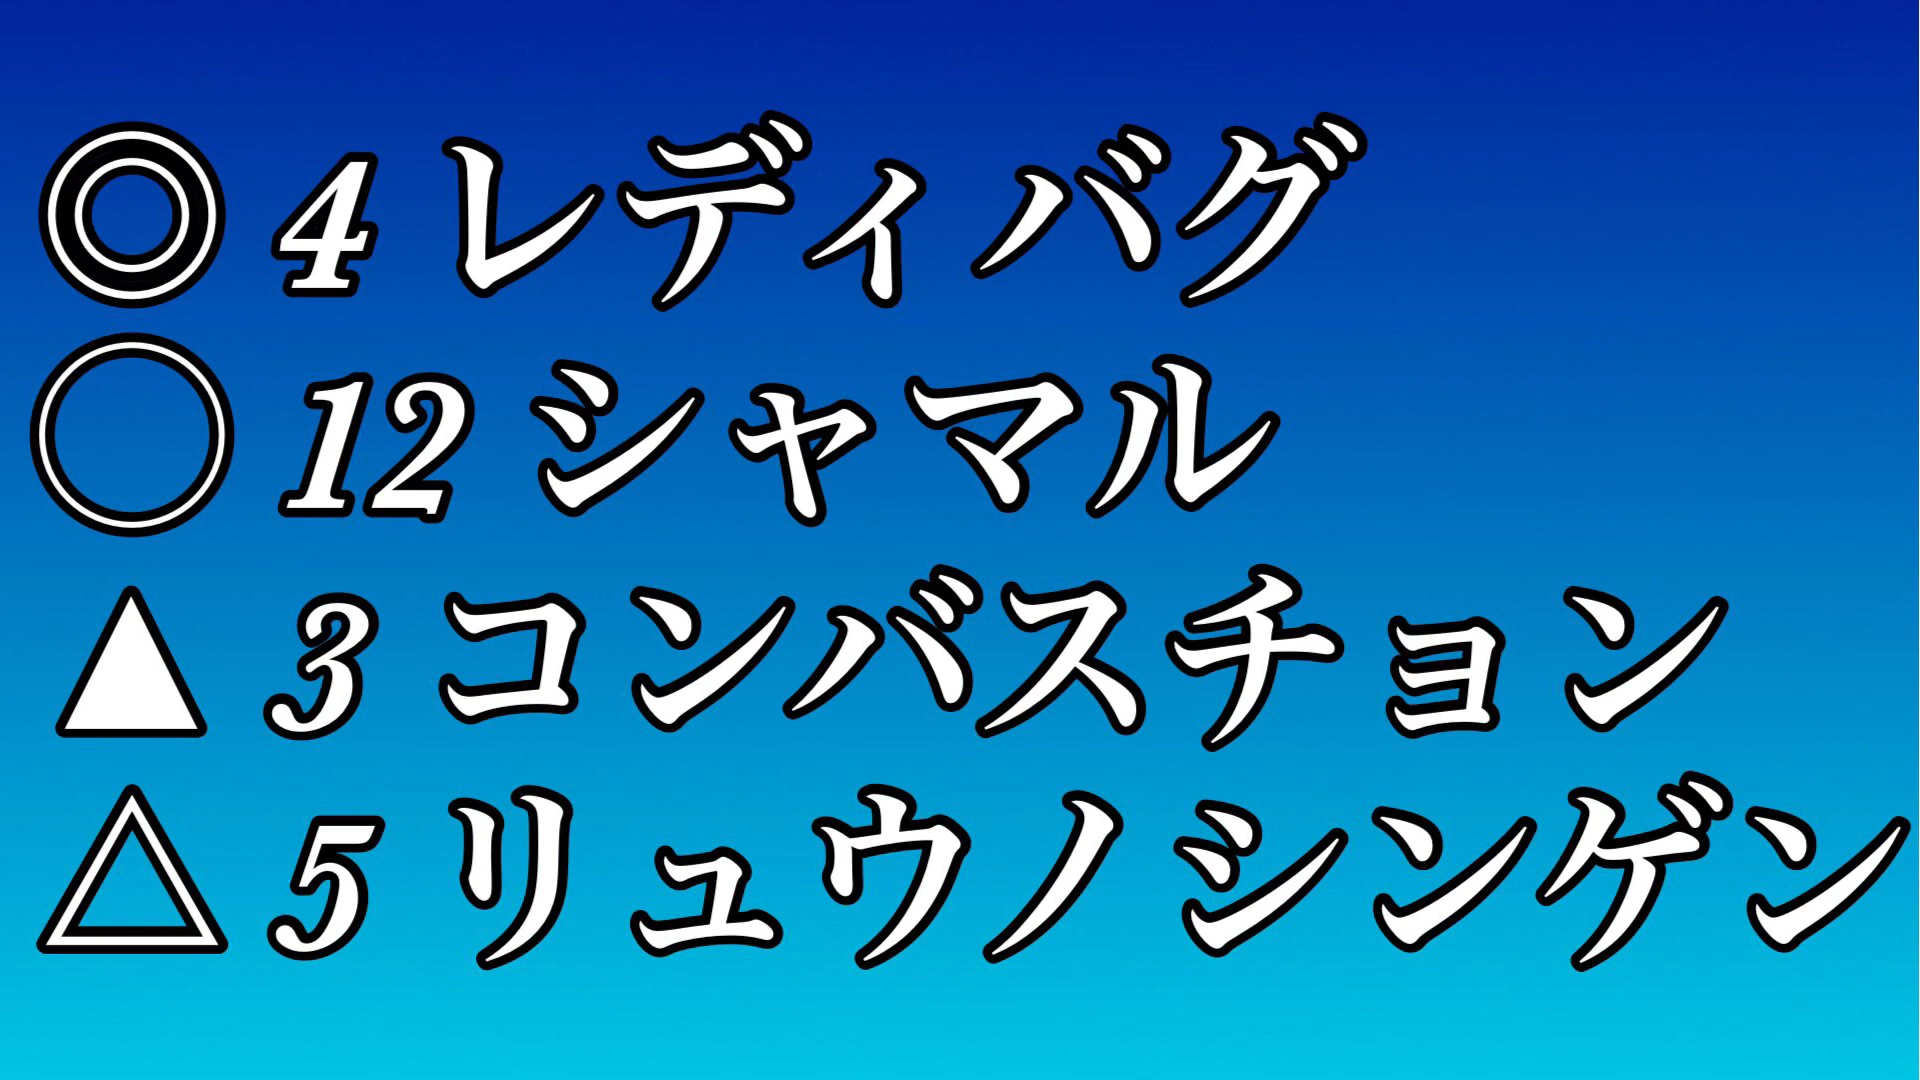 ◎ 4 レディバグ
○ 12 シャマル
▲ 3 コンバスチョン
△ 5 リュウノシンゲン